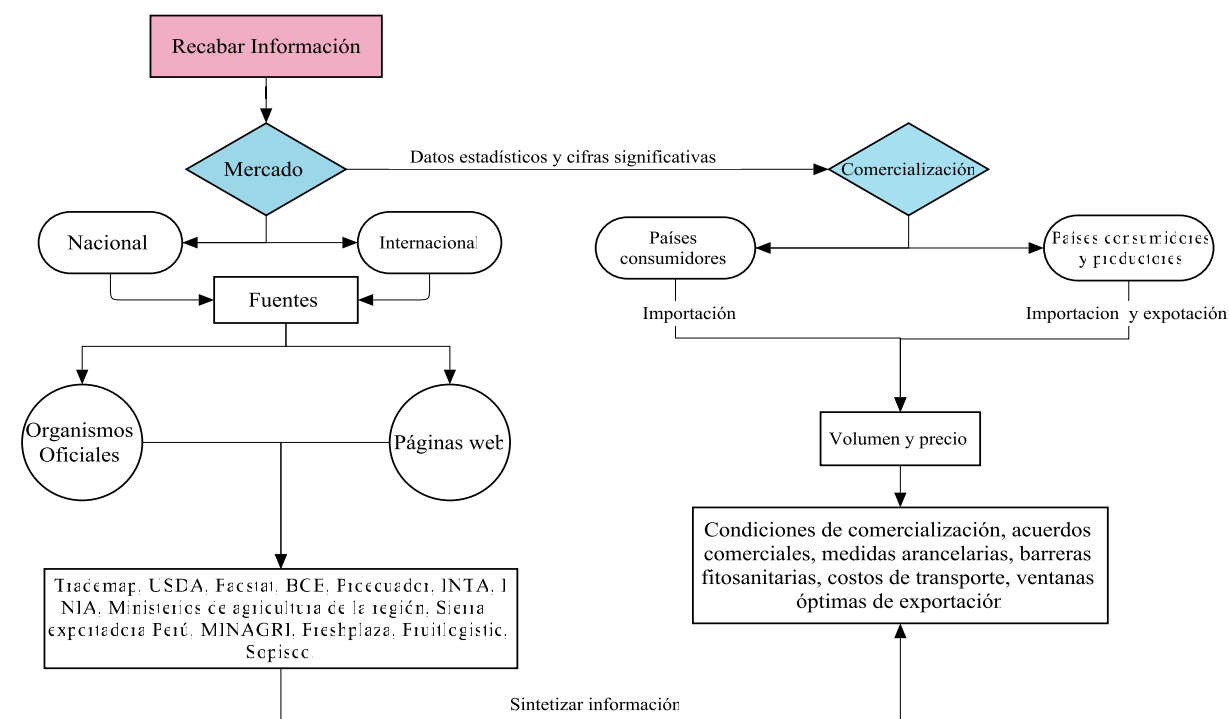 Recabar Información
Mercado
Datos estadísticos y cifras significativas
Comercialización
Nacional
Internacional
Países
consumidores
Países consumidores
y productores
Fuentes
Importación
Importacion y expotación
Organismos
Oficiales
Páginas web
Volumen y precio
Condiciones de comercialización, acuerdos
comerciales, medidas arancelarias, barreras
fitosanitarias, costos de transporte, ventanas
óptimas de exportación
Trademap, USDA, Faostat, BCE, Proecuador, INTA, I
NIA, Ministerios de agricultura de la región, Sierra
exportadora Perú, MINAGRI, Freshplaza, Fruitlogistic,
Sopisco.
Sintetizar información